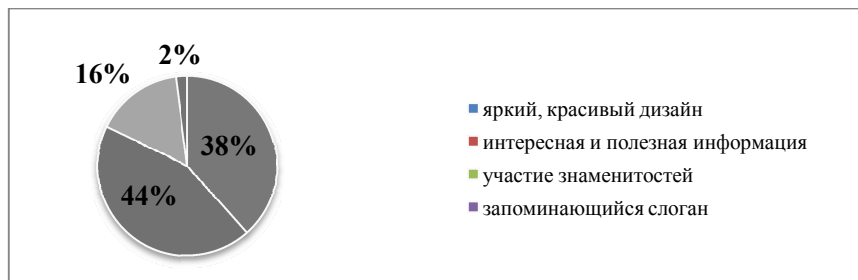 2%
16%
38%
44%
яркий, красивый дизайн
интересная и полезная информация
участие знаменитостей
запоминающийся слоган